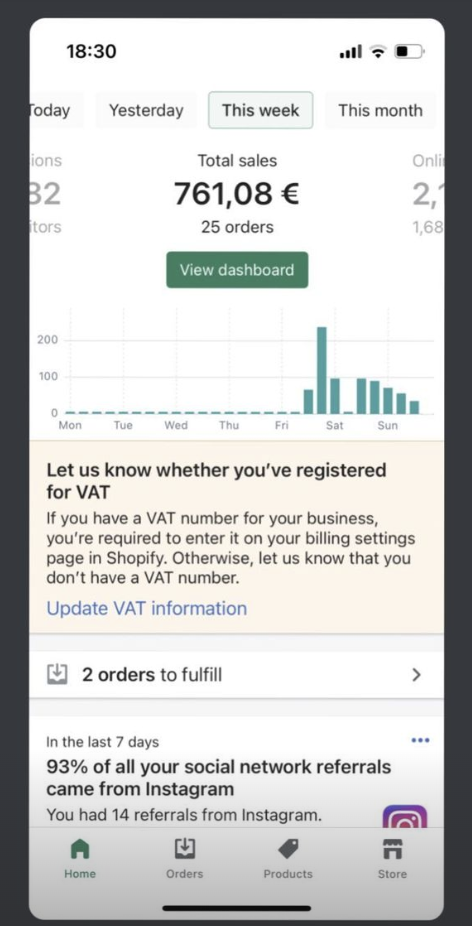 18:30
Today Yesterday This week This month
ions Total sales Onli
32 761,08 € 2,1
itors 25 orders 1,68
View dashboard
200
100
0
Mon Tue Wed Thu Fri Sat Sun
Let us know whether you've registered
for VAT
If you have a VAT number for your business,
you're required to enter it on your billing settings
page in Shopify. Otherwise, let us know that you
don't have a VAT number.
Update VAT information
2 orders to fulfill
In the last 7 days
93% of all your social network referrals
came from Instagram
You had 14 referrals from Instagram.
Home Orders Products Store